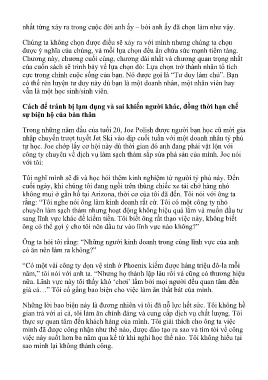 nhất từng xảy ra trong cuộc đời anh ấy – bởi anh ấy đã chọn làm như vậy.
Chúng ta không chọn được điều sẽ xảy ra với mình nhưng chúng ta chọn
được ý nghĩa của chúng, và mỗi lựa chọn đều ẩn chứa sức mạnh tiềm tàng.
Chương này, chương cuối cùng, chương dài nhất và chương quan trọng nhất
của cuốn sách sẽ trình bày về lựa chọn đó: Lựa chọn trở thành nhân tố tích
cực trong chính cuộc sống của bạn. Nó được gọi là “Tư duy làm chủ”. Bạn
có thể rèn luyện tư duy này dù bạn là một doanh nhân, một nhân viên hay
vẫn là một học sinh/sinh viên.
Cách để tránh bị lạm dụng và sai khiến người khác, đồng thời hạn chế
sự biện hộ của bản thân
Trong những năm đầu của tuổi 20, Joe Polish được người bạn học cũ mời gia
nhập chuyến trượt tuyết Jet Ski vào dịp cuối tuần với một doanh nhân tỷ phú
tự học. Joe chớp lấy cơ hội này dù thời gian đó anh đang phải vật lộn với
công ty chuyên về dịch vụ làm sạch thảm sắp sửa phá sản của mình. Joe nói
với tôi:
Tôi nghĩ mình sẽ đi và học hỏi thêm kinh nghiệm từ người tỷ phú này. Đến
cuối ngày, khi chúng tôi đang ngồi trên thùng chiếc xe tải chở hàng nhỏ
không mui ở gần hồ tại Arizona, thời cơ của tôi đã đến. Tôi nói với ông ta
rằng: “Tôi nghe nói ông làm kinh doanh rất cừ. Tôi có một công ty nhỏ
chuyên làm sạch thảm nhưng hoạt động không hiệu quả lắm và muốn đầu tư
sang lĩnh vực khác để kiếm tiền. Tôi biết ông rất thạo việc này, không biết
ông có thể gợi ý cho tôi nên đầu tư vào lĩnh vực nào không?”
Ông ta hỏi tôi rằng: “Những người kinh doanh trong cùng lĩnh vực của anh
có ăn nên làm ra không?”
“Có một vài công ty dọn vệ sinh ở Phoenix kiếm được hàng triệu đô-la mỗi
năm,” tôi nói với anh ta. “Nhưng họ thành lập lâu rồi và cũng có thương hiệu
nữa. Lĩnh vực này tôi thấy khó ‘chơi’ lắm bởi mọi người đều quan tâm đến
giá cả…” Tôi cố gắng bao biện cho việc làm ăn thất bát của mình.
Những lời bao biện này là đương nhiên vì tôi đã nỗ lực hết sức. Tôi không hề
gian trá với ai cả, tôi làm ăn chính đáng và cung cấp dịch vụ chất lượng. Tôi
thực sự quan tâm đến khách hàng của mình. Tôi giải thích cho ông ta việc
mình đã được công nhận như thế nào, được đào tạo ra sao và tôi đã vẽ công
việc này suốt hơn ba năm qua kể từ khi nghỉ học thế nào. Tôi không hiểu tại
sao mình lại không thành công.